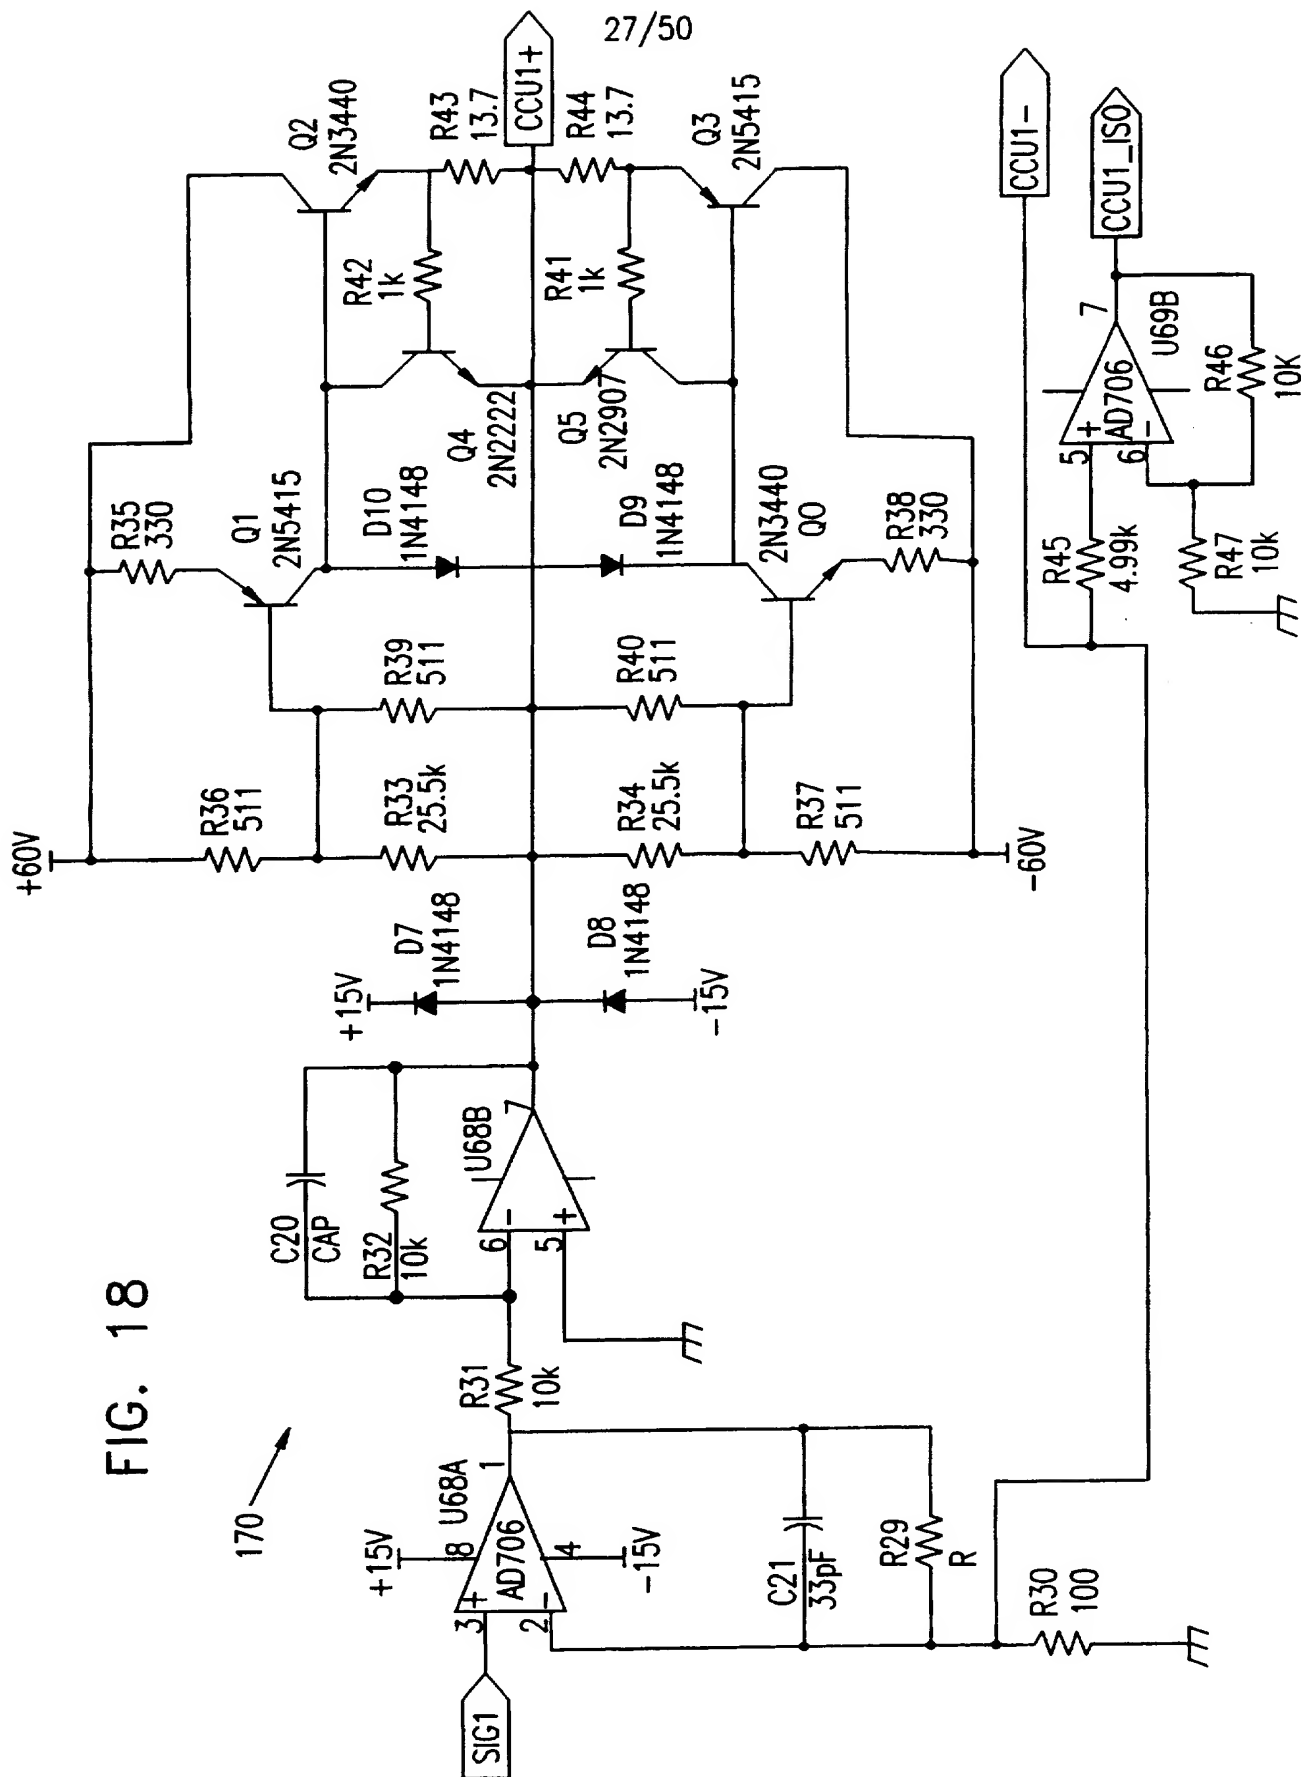 27/50
FIG. 18
170
SIG1
3
+
2
-
AD706
U68A
1
+15V
8
4
-15V
C21
33pF
R29
R
R30
100
R31
10k
C20
CAP
R32
10k
6
-
5
+
U68B
7
+15V
D7
1N4148
D8
1N4148
-15V
+60V
R36
511
R33
25.5k
R34
25.5k
R37
511
-60V
R39
511
R40
511
R35
330
Q1
2N5415
D10
1N4148
D9
1N4148
2N3440
Q0
R38
330
Q4
2N2222
Q5
2N2907
R42
1k
R41
1k
Q2
2N3440
R43
13.7
CCU1+
R44
13.7
Q3
2N5415
CCU1-
CCU1_ISO
R45
4.99k
5
+
6
-
AD706
7
U69B
R46
10K
R47
10k